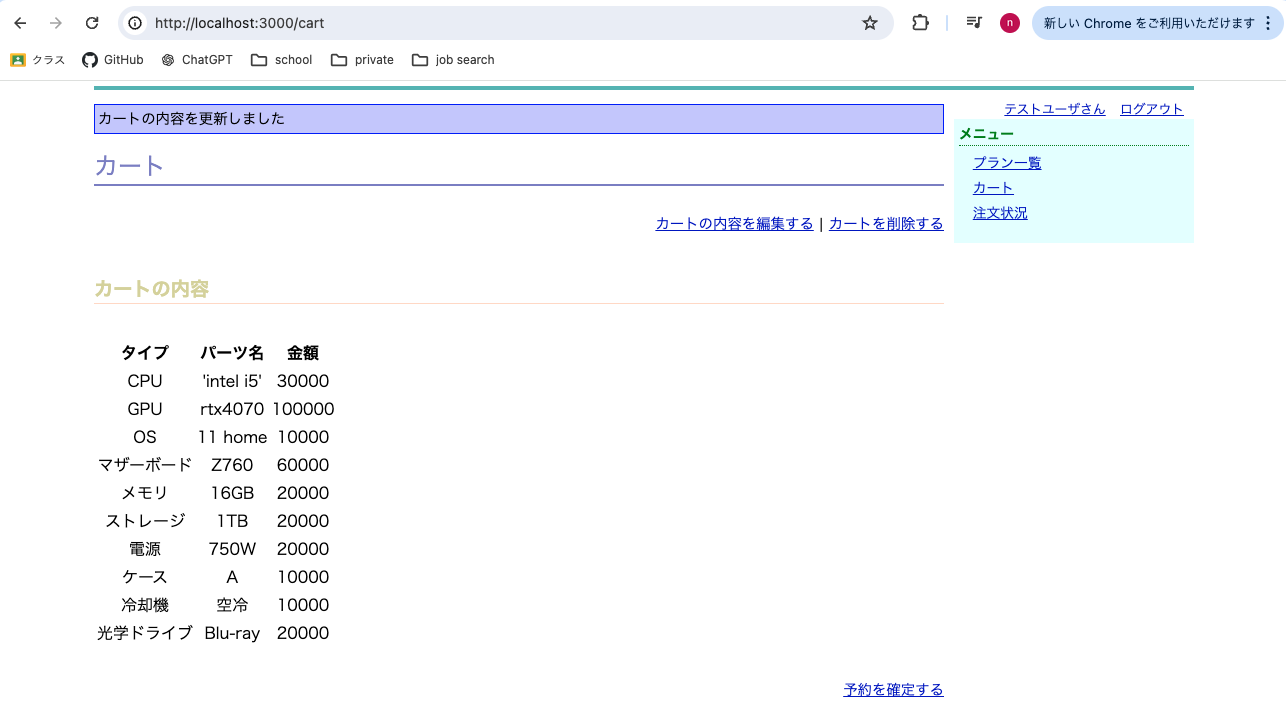 http://localhost:3000/cart
n
新しい Chrome をご利用いただけます
クラス GitHub ChatGPT school private job search
カートの内容を更新しました
テストユーザさん ログアウト
メニュー
プラン一覧
カート
注文状況
カート
カートの内容を編集する | カートを削除する
カートの内容
タイプ パーツ名 金額
CPU 'intel i5' 30000
GPU rtx4070 100000
OS 11 home 10000
マザーボード Z760 60000
メモリ 16GB 20000
ストレージ 1TB 20000
電源 750W 20000
ケース A 10000
冷却機 空冷 10000
光学ドライブ Blu-ray 20000
予約を確定する